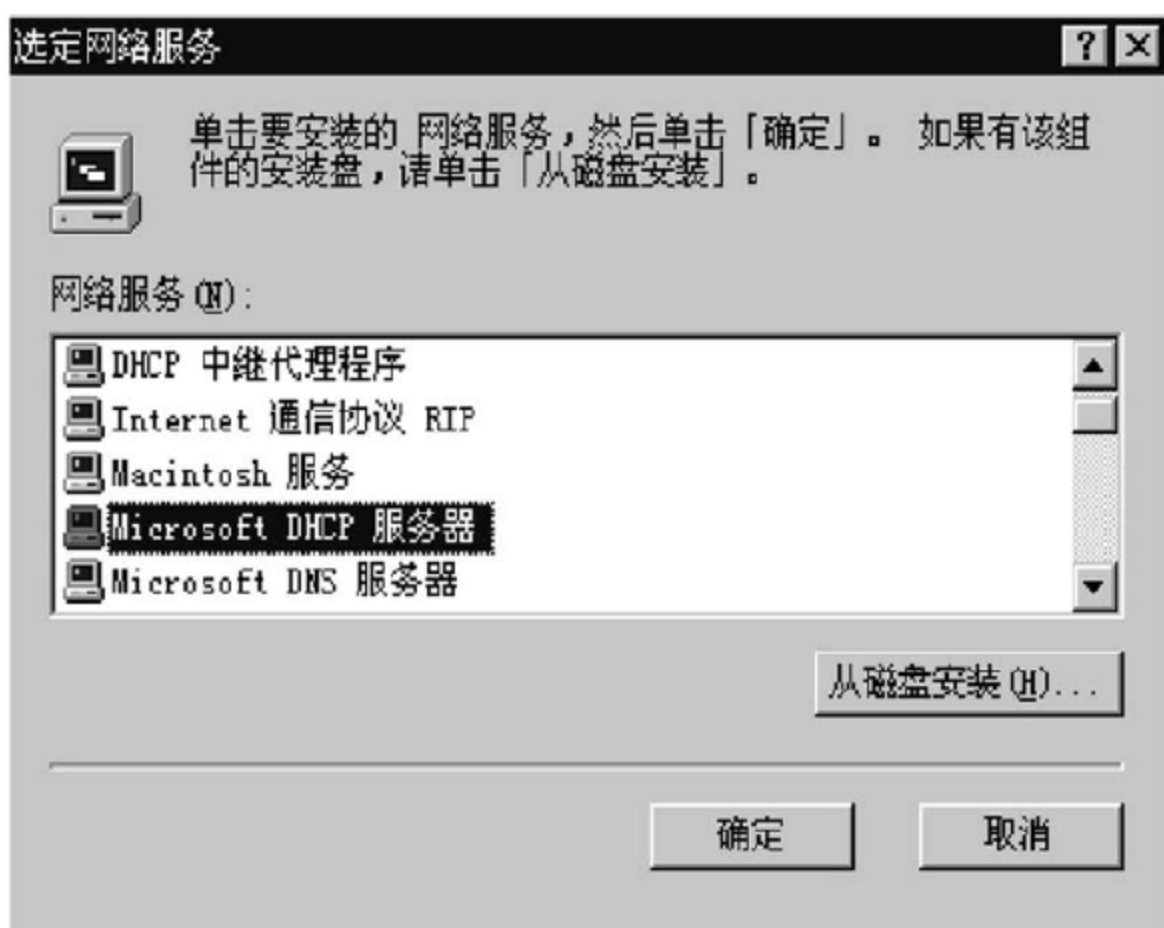 选定网络服务
单击要安装的 网络服务，然后单击「确定」。 如果有该组
件的安装盘，请单击「从磁盘安装」。
网络服务(N):
DHCP 中继代理程序
Internet 通信协议 RIP
Macintosh 服务
Microsoft DHCP 服务器
Microsoft DNS 服务器
从磁盘安装(H)...
确定
取消